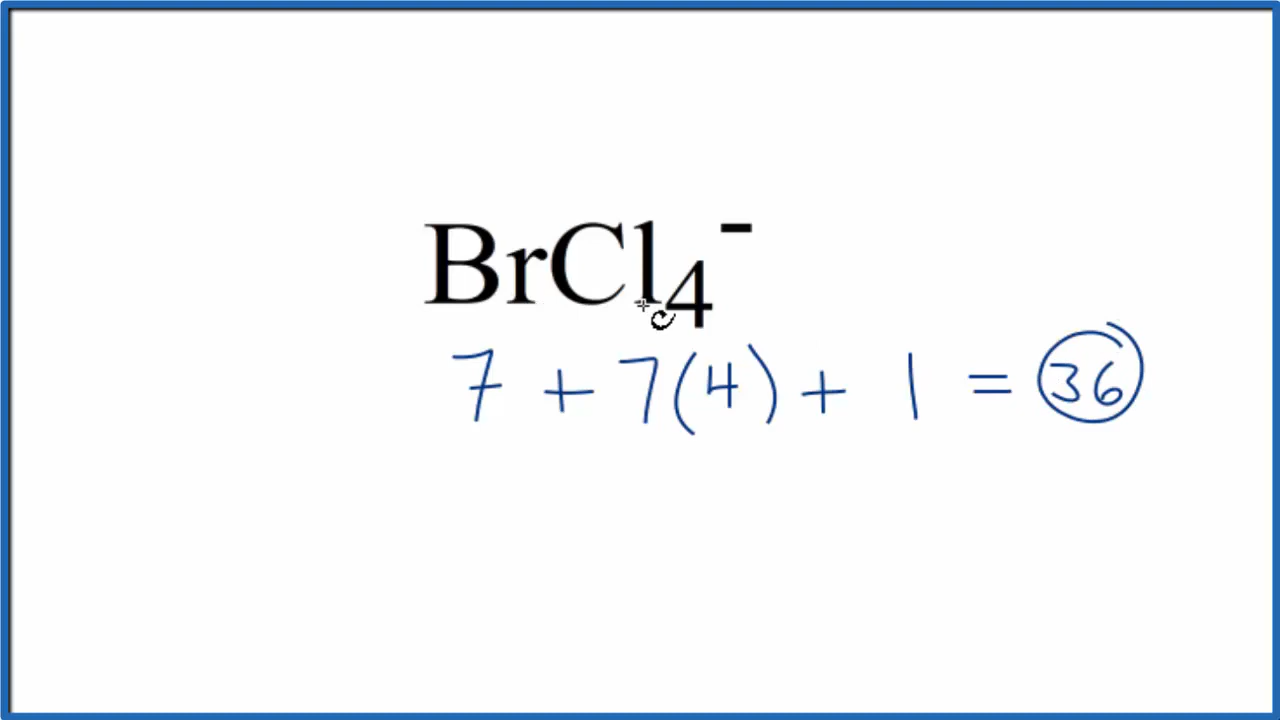 BrCl₄⁻
7 + 7(4) + 1 = 36